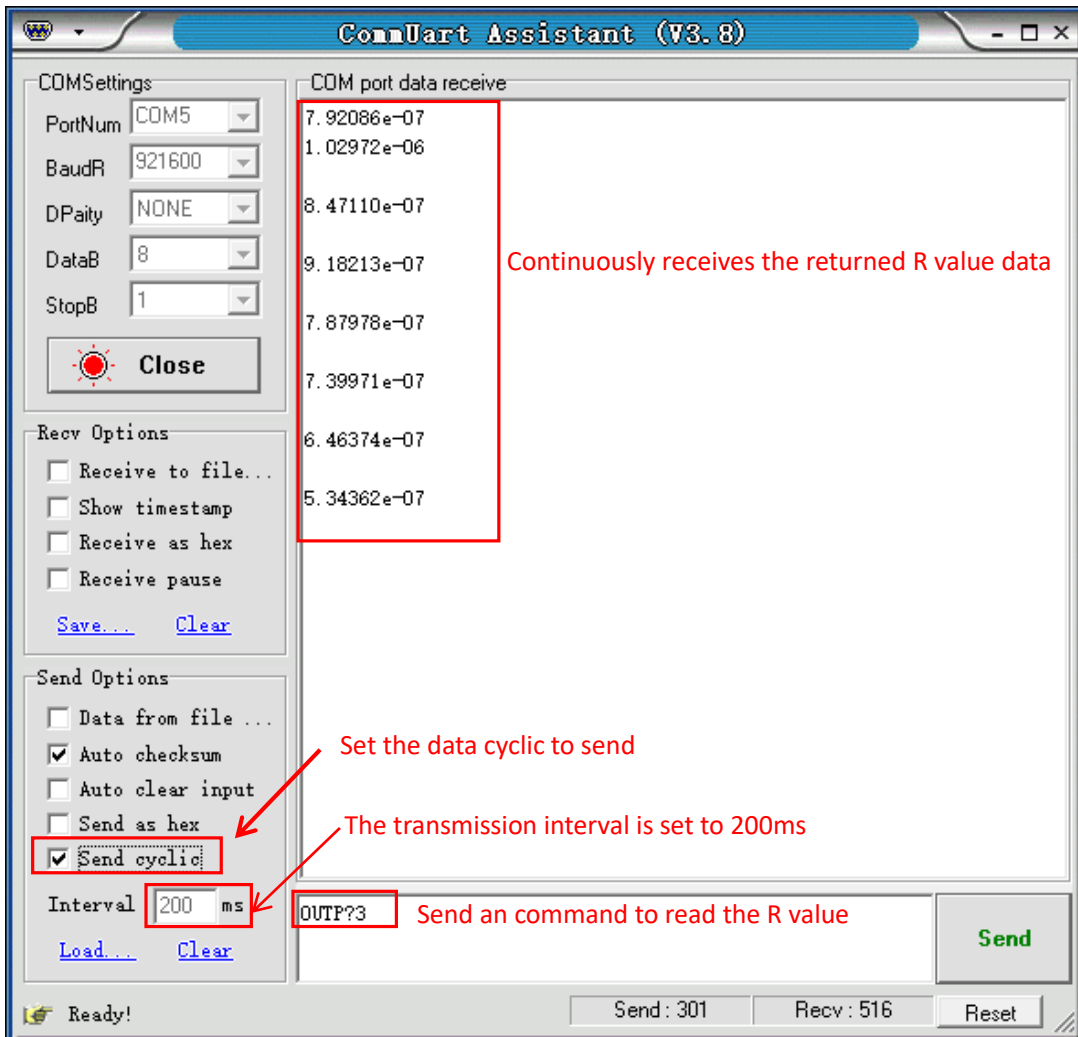 CommUart Assistant (V3.8)
COMSettings
PortNum COM5
BaudR 921600
DPaity NONE
DataB 8
StopB 1
Close
Recv Options
Receive to file...
Show timestamp
Receive as hex
Receive pause
Save... Clear
Send Options
Data from file ...
Auto checksum
Auto clear input
Send as hex
Send cyclic
Interval 200 ms
Load... Clear
COM port data receive
7.92086e-07
1.02972e-06
8.47110e-07
9.18213e-07
7.87978e-07
7.39971e-07
6.46374e-07
5.34362e-07
Continuously receives the returned R value data
Set the data cyclic to send
The transmission interval is set to 200ms
OUTP?3
Send an command to read the R value
Send
Ready!
Send : 301
Recv : 516
Reset